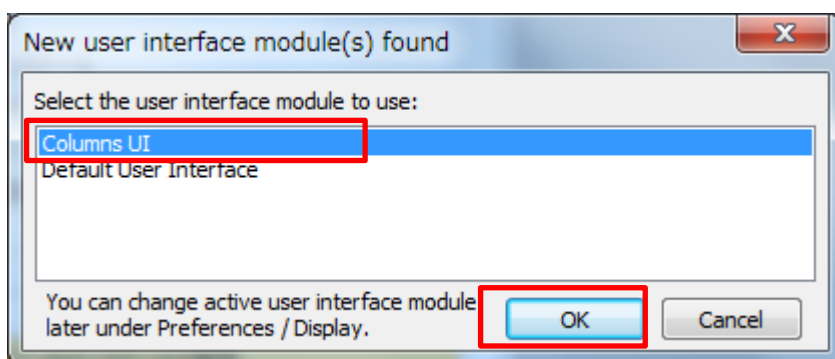 New user interface module(s) found
Select the user interface module to use:
Columns UI
Default User Interface
You can change active user interface module
later under Preferences / Display.
OK
Cancel